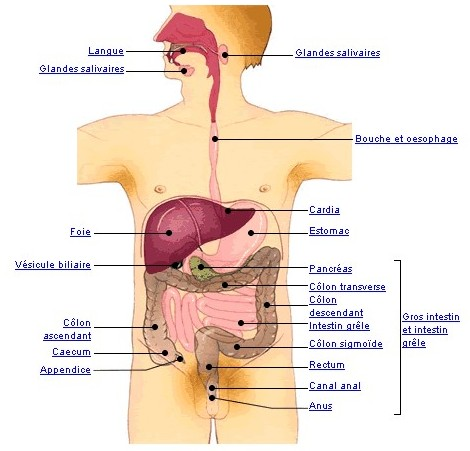 Langue
Glandes salivaires
Glandes salivaires
Bouche et oesophage
Cardia
Foie
Estomac
Vésicule biliaire
Pancréas
Côlon transverse
Côlon
descendant
Gros intestin
et intestin
grêle
Côlon
ascendant
Intestin grêle
Côlon sigmoïde
Caecum
Appendice
Rectum
Canal anal
Anus